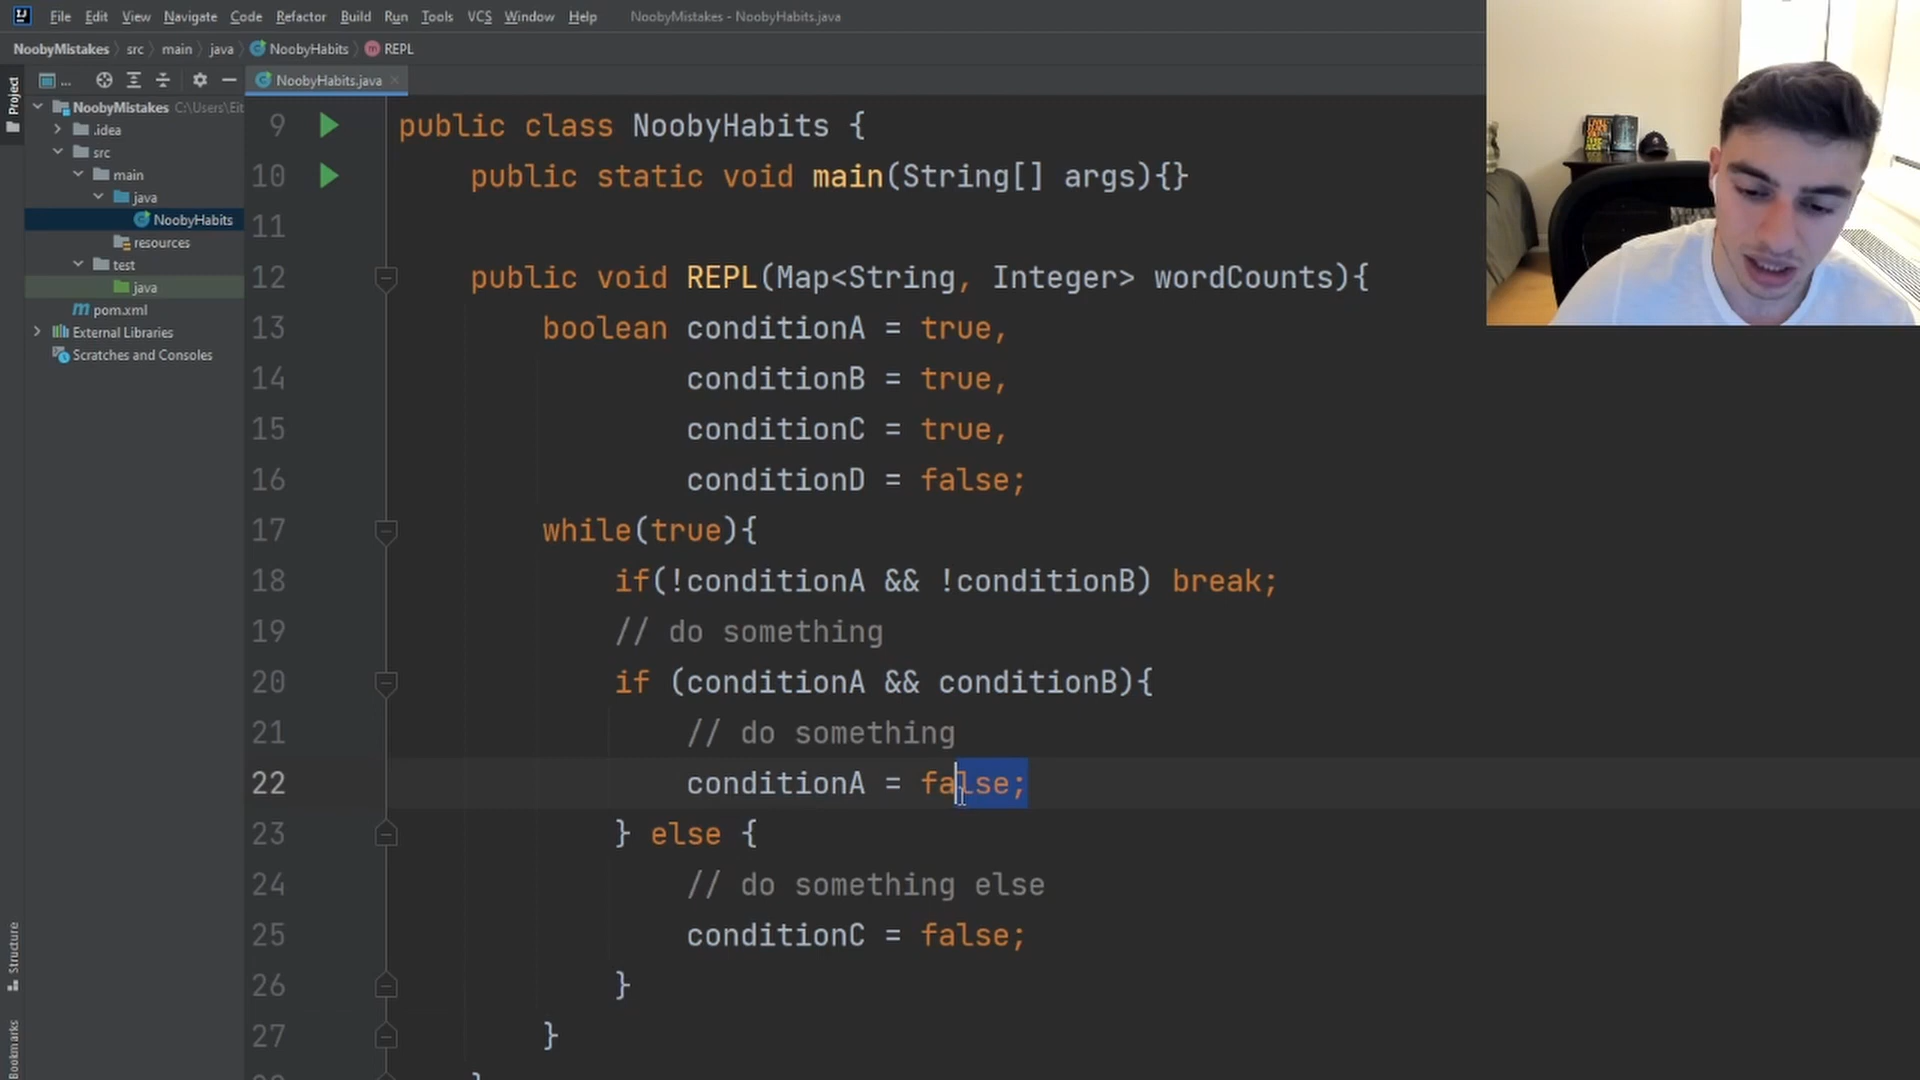 File Edit View Navigate Code Refactor Build Run Tools VCS Window Help NoobyMistakes - NoobyHabits.java
NoobyMistakes src main java NoobyHabits REPL
Project
...
NoobyHabits.java
NoobyMistakes C:\Users\Eit
.idea
src
main
java
NoobyHabits
resources
test
java
pom.xml
External Libraries
Scratches and Consoles
9 public class NoobyHabits {
10 public static void main(String[] args){}
11
12 public void REPL(Map<String, Integer> wordCounts){
13 boolean conditionA = true,
14 conditionB = true,
15 conditionC = true,
16 conditionD = false;
17 while(true){
18 if(!conditionA && !conditionB) break;
19 // do something
20 if (conditionA && conditionB){
21 // do something
22 conditionA = false;
23 } else {
24 // do something else
25 conditionC = false;
26 }
27 }
Structure
Bookmarks